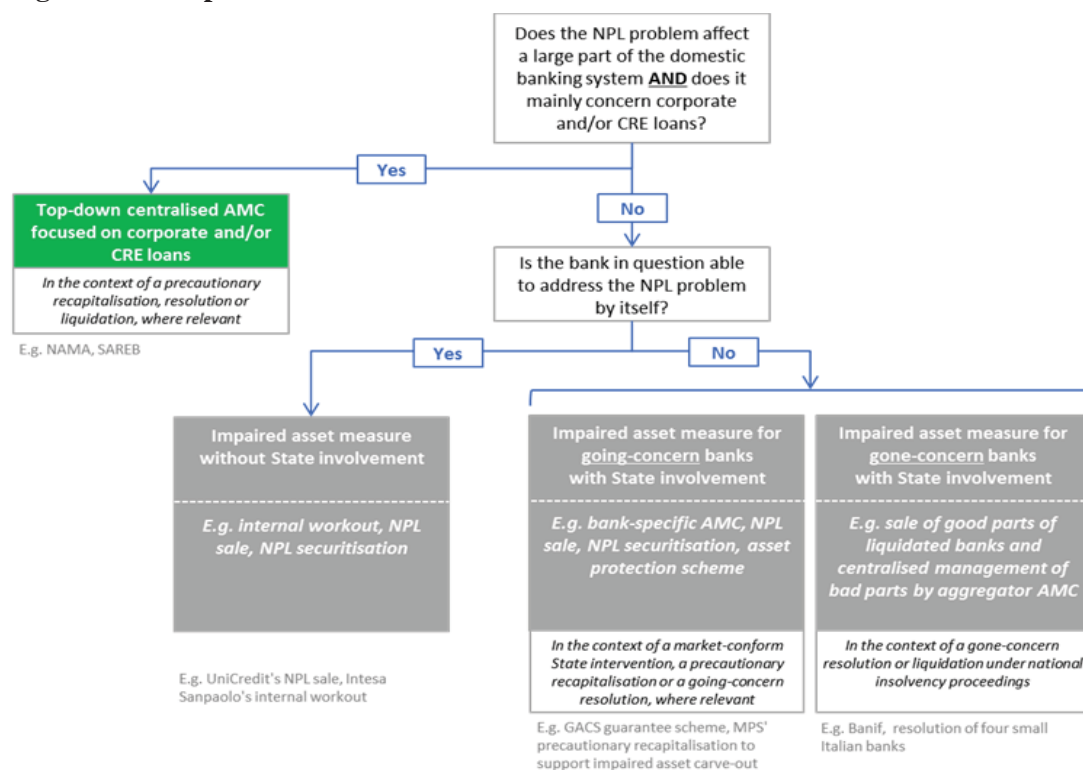 Does the NPL problem affect
a large part of the domestic
banking system AND does it
mainly concern corporate
and/or CRE loans?
Yes
No
Top-down centralised AMC
focused on corporate and/or
CRE loans
In the context of a precautionary
recapitalisation, resolution or
liquidation, where relevant
E.g. NAMA, SAREB
Is the bank in question able
to address the NPL problem
by itself?
Yes
No
Impaired asset measure
without State involvement
E.g. internal workout, NPL
sale, NPL securitisation
E.g. UniCredit's NPL sale, Intesa
Sanpaolo's internal workout
Impaired asset measure for
going-concern banks
with State involvement
E.g. bank-specific AMC, NPL
sale, NPL securitisation, asset
protection scheme
In the context of a market-conform
State intervention, a precautionary
recapitalisation or a going-concern
resolution, where relevant
E.g. GACS guarantee scheme, MPS'
precautionary recapitalisation to
support impaired asset carve-out
Impaired asset measure for
gone-concern banks
with State involvement
E.g. sale of good parts of
liquidated banks and
centralised management of
bad parts by aggregator AMC
In the context of a gone-concern
resolution or liquidation under national
insolvency proceedings
E.g. Banif, resolution of four small
Italian banks